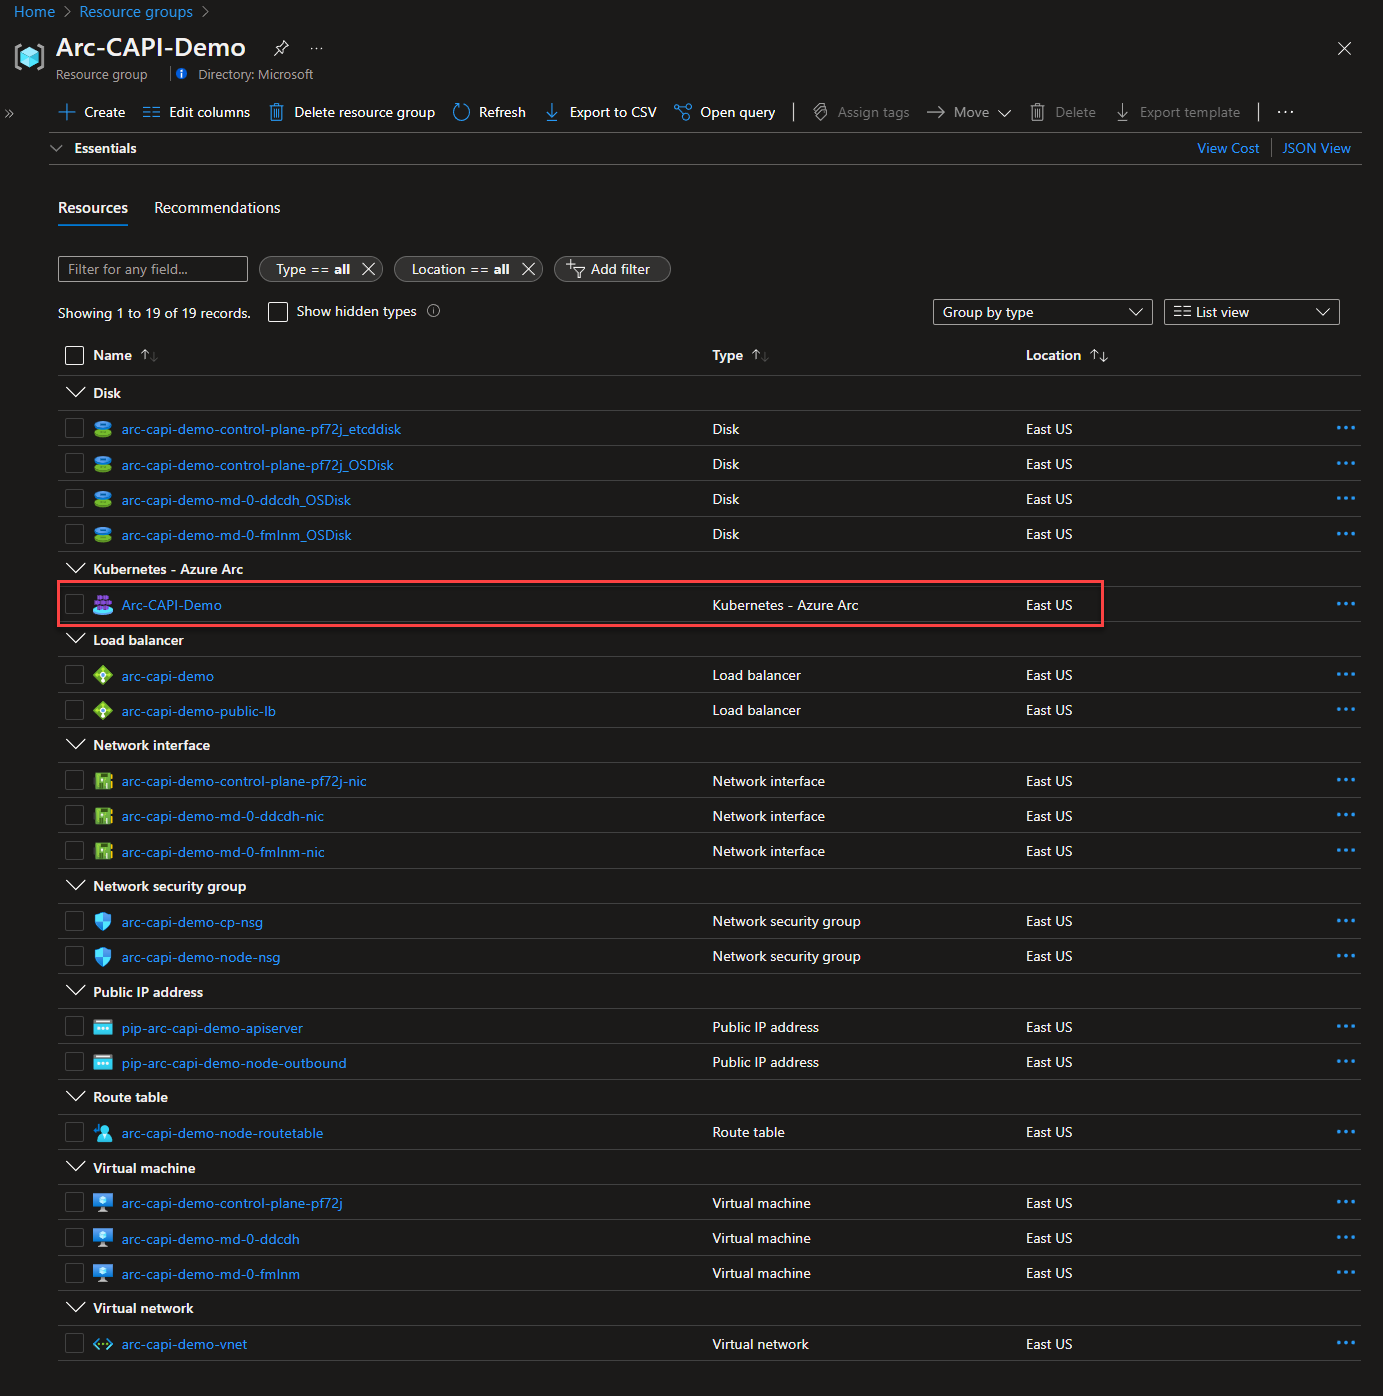 Home > Resource groups >
Arc-CAPI-Demo
Resource group
Directory: Microsoft
Create Edit columns Delete resource group Refresh Export to CSV Open query Assign tags Move Delete Export template
Essentials
View Cost JSON View
Resources Recommendations
Filter for any field... Type == all Location == all Add filter
Showing 1 to 19 of 19 records. Show hidden types
Group by type List view
Name Type Location
Disk
arc-capi-demo-control-plane-pf72j_etcddisk Disk East US
arc-capi-demo-control-plane-pf72j_OSDisk Disk East US
arc-capi-demo-md-0-ddcdh_OSDisk Disk East US
arc-capi-demo-md-0-fmlnm_OSDisk Disk East US
Kubernetes - Azure Arc
Arc-CAPI-Demo Kubernetes - Azure Arc East US
Load balancer
arc-capi-demo Load balancer East US
arc-capi-demo-public-lb Load balancer East US
Network interface
arc-capi-demo-control-plane-pf72j-nic Network interface East US
arc-capi-demo-md-0-ddcdh-nic Network interface East US
arc-capi-demo-md-0-fmlnm-nic Network interface East US
Network security group
arc-capi-demo-cp-nsg Network security group East US
arc-capi-demo-node-nsg Network security group East US
Public IP address
pip-arc-capi-demo-apiserver Public IP address East US
pip-arc-capi-demo-node-outbound Public IP address East US
Route table
arc-capi-demo-node-routetable Route table East US
Virtual machine
arc-capi-demo-control-plane-pf72j Virtual machine East US
arc-capi-demo-md-0-ddcdh Virtual machine East US
arc-capi-demo-md-0-fmlnm Virtual machine East US
Virtual network
arc-capi-demo-vnet Virtual network East US